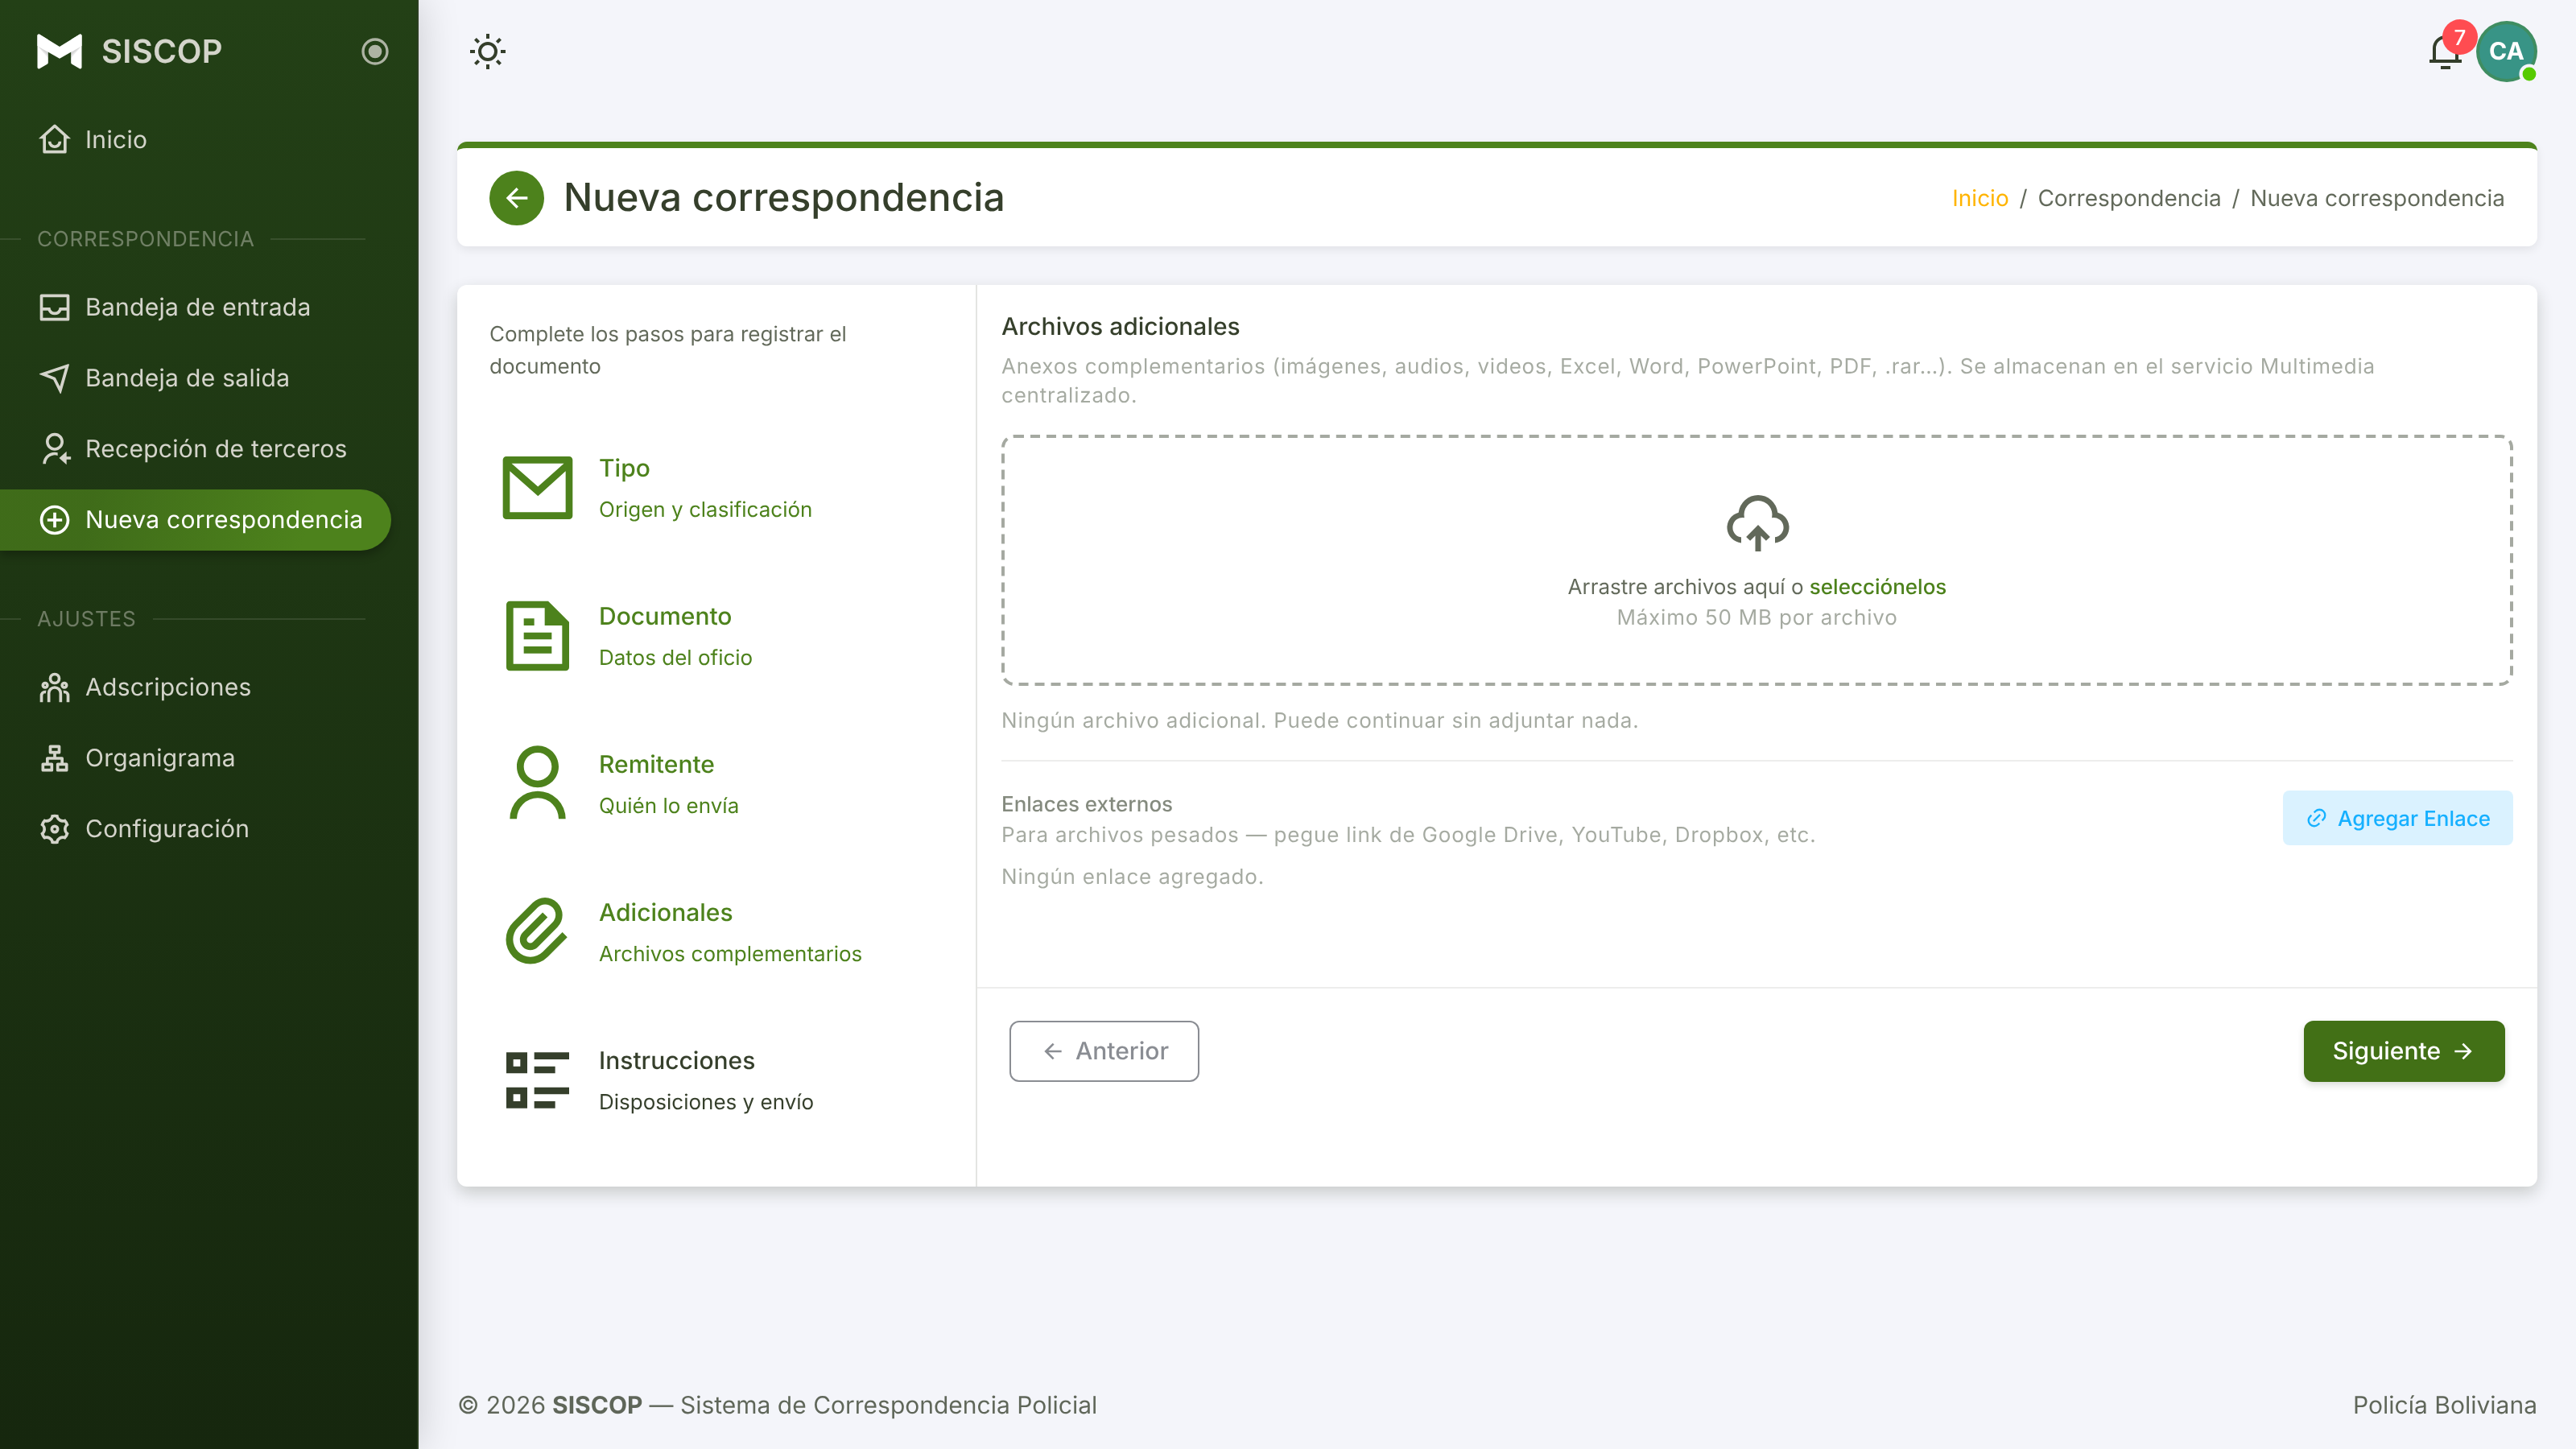 SISCOP
Inicio
CORRESPONDENCIA
Bandeja de entrada
Bandeja de salida
Recepción de terceros
Nueva correspondencia
AJUSTES
Adscripciones
Organigrama
Configuración
7
CA
Nueva correspondencia
Inicio / Correspondencia / Nueva correspondencia
Complete los pasos para registrar el
documento
Tipo
Origen y clasificación
Documento
Datos del oficio
Remitente
Quién lo envía
Adicionales
Archivos complementarios
Instrucciones
Disposiciones y envío
Archivos adicionales
Anexos complementarios (imágenes, audios, videos, Excel, Word, PowerPoint, PDF, .rar...). Se almacenan en el servicio Multimedia
centralizado.
Arrastre archivos aquí o selecciónelos
Máximo 50 MB por archivo
Ningún archivo adicional. Puede continuar sin adjuntar nada.
Enlaces externos
Para archivos pesados — pegue link de Google Drive, YouTube, Dropbox, etc.
Agregar Enlace
Ningún enlace agregado.
Anterior
Siguiente
© 2026 SISCOP — Sistema de Correspondencia Policial
Policía Boliviana